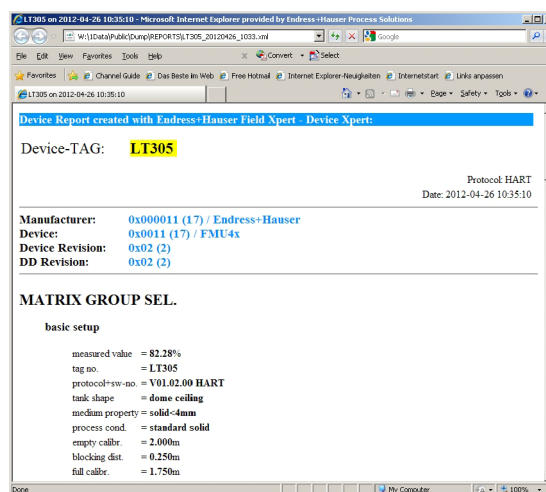 LT305 on 2012-04-26 10:35:10 - Microsoft Internet Explorer provided by Endress+Hauser Process Solutions
W:\1Data\Public\Dump\REPORTS\LT305_20120426_1033.xml
Google
File Edit View Favorites Tools Help
Convert
Select
Favorites
Channel Guide
Das Beste im Web
Free Hotmail
Internet Explorer-Neuigkeiten
Internetstart
Links anpassen
LT305 on 2012-04-26 10:35:10
Page Safety Tools
Device Report created with Endress+Hauser Field Xpert - Device Xpert:
Device-TAG: LT305
Protocol: HART
Date: 2012-04-26 10:35:10
Manufacturer: 0x000011 (17) / Endress+Hauser
Device: 0x0011 (17) / FMU4x
Device Revision: 0x02 (2)
DD Revision: 0x02 (2)
MATRIX GROUP SEL.
basic setup
measured value = 82.28%
tag no. = LT305
protocol+sw-no. = V01.02.00 HART
tank shape = dome ceiling
medium property = solid<4mm
process cond. = standard solid
empty calibr. = 2.000m
blocking dist. = 0.250m
full calibr. = 1.750m
Done
My Computer
100%